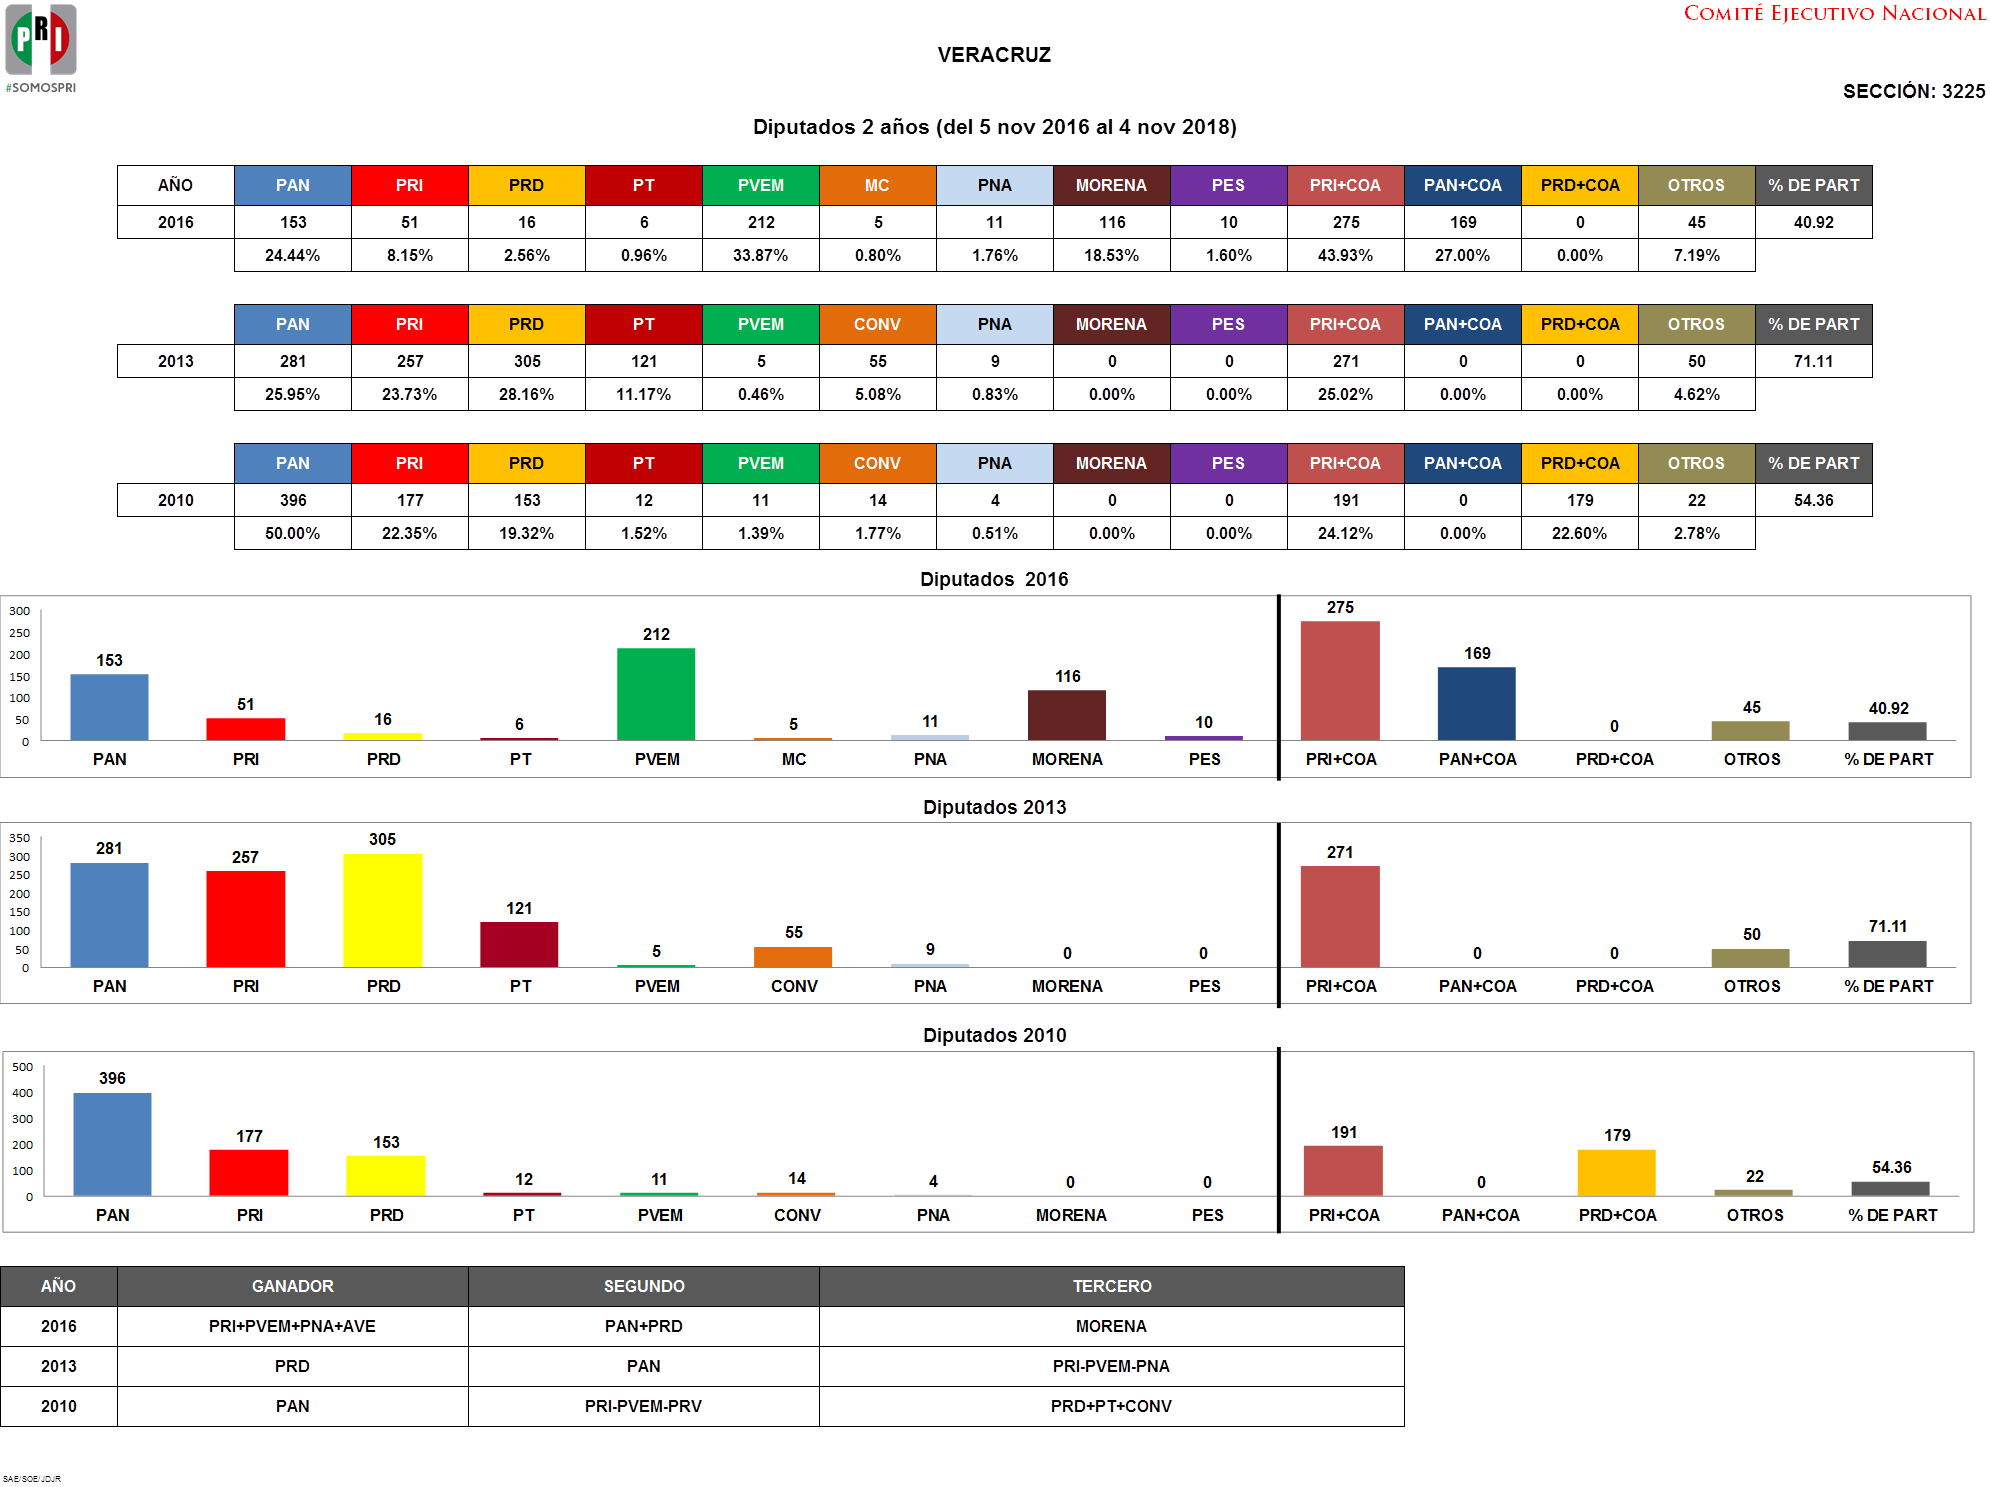 PRI
#SOMOSPRI
COMITÉ EJECUTIVO NACIONAL
VERACRUZ
SECCIÓN: 3225
Diputados 2 años (del 5 nov 2016 al 4 nov 2018)
AÑO PAN PRI PRD PT PVEM MC PNA MORENA PES PRI+COA PAN+COA PRD+COA OTROS % DE PART
2016 153 51 16 6 212 5 11 116 10 275 169 0 45 40.92
24.44% 8.15% 2.56% 0.96% 33.87% 0.80% 1.76% 18.53% 1.60% 43.93% 27.00% 0.00% 7.19%
PAN PRI PRD PT PVEM CONV PNA MORENA PES PRI+COA PAN+COA PRD+COA OTROS % DE PART
2013 281 257 305 121 5 55 9 0 0 271 0 0 50 71.11
25.95% 23.73% 28.16% 11.17% 0.46% 5.08% 0.83% 0.00% 0.00% 25.02% 0.00% 0.00% 4.62%
PAN PRI PRD PT PVEM CONV PNA MORENA PES PRI+COA PAN+COA PRD+COA OTROS % DE PART
2010 396 177 153 12 11 14 4 0 0 191 0 179 22 54.36
50.00% 22.35% 19.32% 1.52% 1.39% 1.77% 0.51% 0.00% 0.00% 24.12% 0.00% 22.60% 2.78%
Diputados 2016
300
250
200
150
100
50
0
153 51 16 6 212 5 11 116 10 275 169 0 45 40.92
PAN PRI PRD PT PVEM MC PNA MORENA PES PRI+COA PAN+COA PRD+COA OTROS % DE PART
Diputados 2013
350
300
250
200
150
100
50
0
281 257 305 121 5 55 9 0 0 271 0 0 50 71.11
PAN PRI PRD PT PVEM CONV PNA MORENA PES PRI+COA PAN+COA PRD+COA OTROS % DE PART
Diputados 2010
500
400
300
200
100
0
396 177 153 12 11 14 4 0 0 191 0 179 22 54.36
PAN PRI PRD PT PVEM CONV PNA MORENA PES PRI+COA PAN+COA PRD+COA OTROS % DE PART
AÑO GANADOR SEGUNDO TERCERO
2016 PRI+PVEM+PNA+AVE PAN+PRD MORENA
2013 PRD PAN PRI-PVEM-PNA
2010 PAN PRI-PVEM-PRV PRD+PT+CONV
SAE/SOE/JDJR